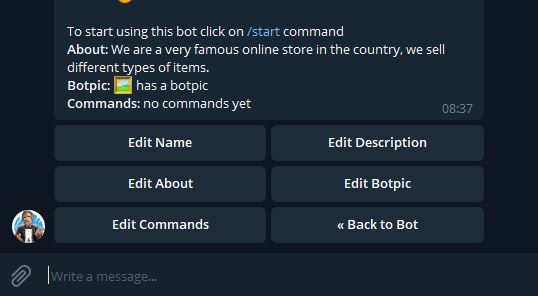 To start using this bot click on /start command
About: We are a very famous online store in the country, we sell
different types of items.
Botpic: 🖼 has a botpic
Commands: no commands yet
08:37
Edit Name
Edit Description
Edit About
Edit Botpic
Edit Commands
« Back to Bot
Write a message...